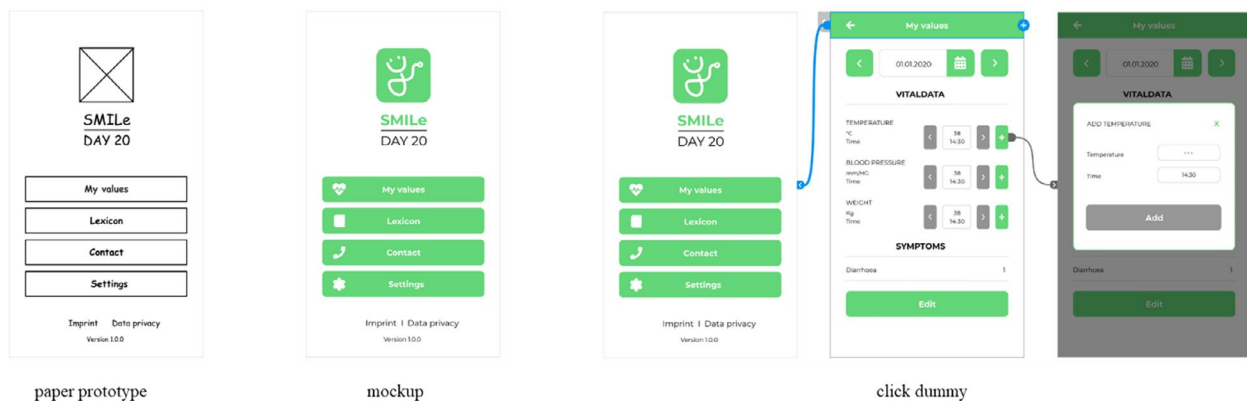 SMILe
DAY 20
My values
Lexicon
Contact
Settings
Imprint Data privacy
Version 1.0.0
paper prototype
SMILe
DAY 20
My values
Lexicon
Contact
Settings
Imprint I Data privacy
Version 1.0.0
mockup
SMILe
DAY 20
My values
Lexicon
Contact
Settings
Imprint I Data privacy
Version 1.0.0
My values
01.01.2020
VITALDATA
TEMPERATURE
°C
Time
38
14:30
BLOOD PRESSURE
mm/HG
Time
38
14:30
WEIGHT
Kg
Time
38
14:30
SYMPTOMS
Diarrhoea 1
Edit
My values
01.01.2020
VITALDATA
ADD TEMPERATURE X
Temperature ---
Time 14:30
Add
Diarrhoea 1
Edit
click dummy